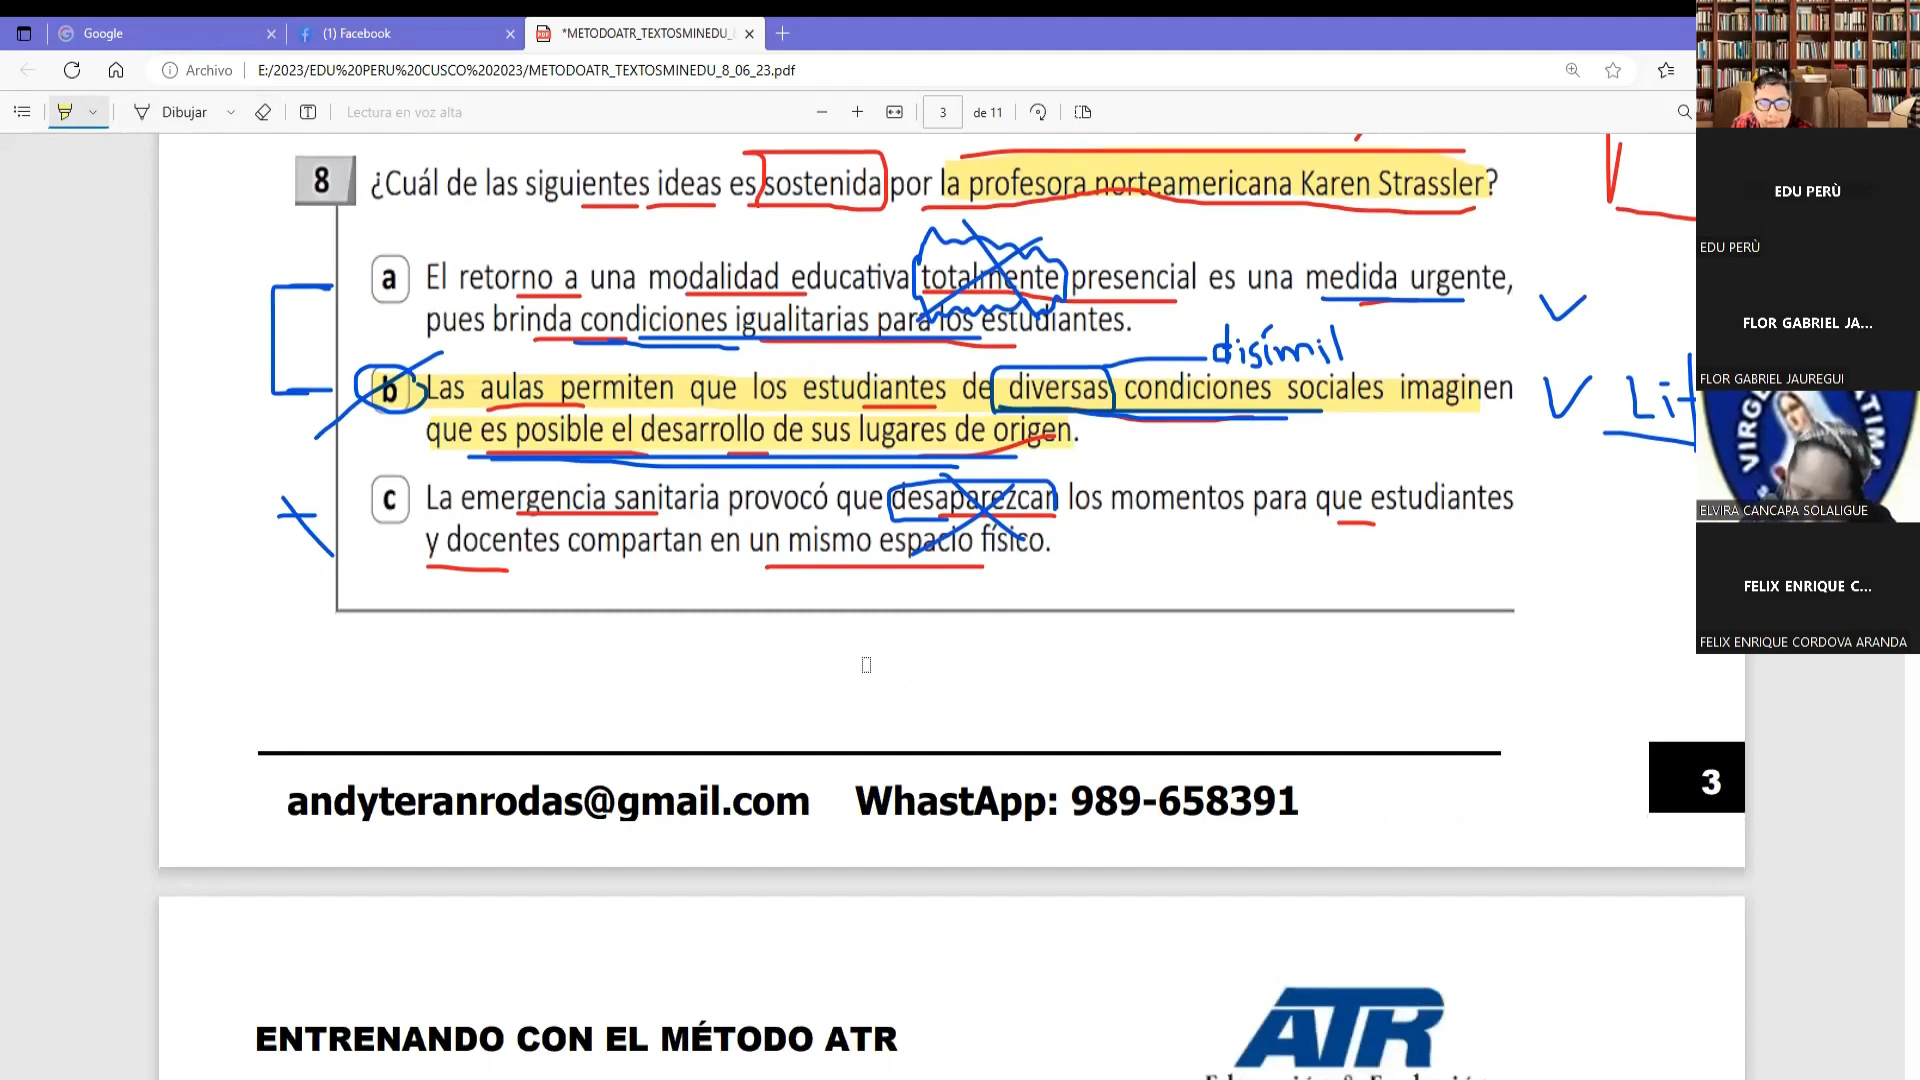 Google
(1) Facebook
*METODOATR_TEXTOSMINEDU_
Archivo
E:/2023/EDU%20PERU%20CUSCO%202023/METODOATR_TEXTOSMINEDU_8_06_23.pdf
Dibujar
Lectura en voz alta
3
de 11
8 ¿Cuál de las siguientes ideas es sostenida por la profesora norteamericana Karen Strassler?
a El retorno a una modalidad educativa totalmente presencial es una medida urgente,
pues brinda condiciones igualitarias para los estudiantes.
disímil
b Las aulas permiten que los estudiantes de diversas condiciones sociales imaginen
que es posible el desarrollo de sus lugares de origen.
Lit
c La emergencia sanitaria provocó que desaparezcan los momentos para que estudiantes
y docentes compartan en un mismo espacio físico.
andyteranrodas@gmail.com WhastApp: 989-658391
3
ENTRENANDO CON EL MÉTODO ATR
ATR
EDU PERÙ
EDU PERÙ
FLOR GABRIEL JA...
FLOR GABRIEL JAUREGUI
ELVIRA CANCAPA SOLALIGUE
FELIX ENRIQUE C...
FELIX ENRIQUE CORDOVA ARANDA